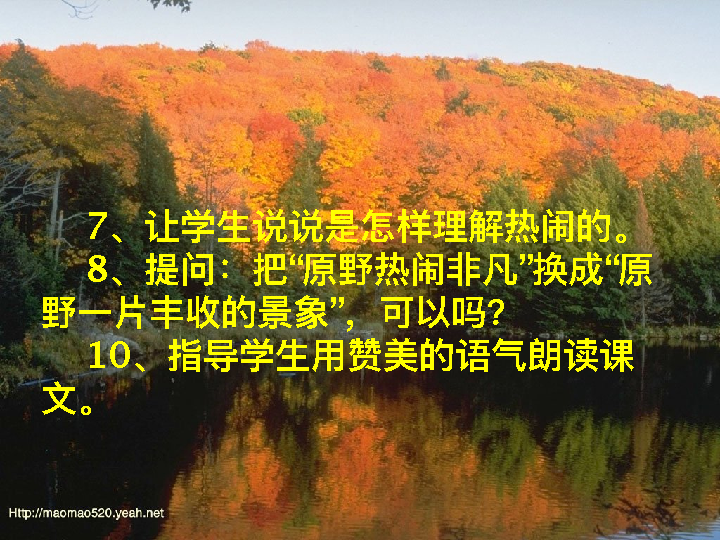 7、让学生说说是怎样理解热闹的。
8、提问：把“原野热闹非凡”换成“原
野一片丰收的景象”，可以吗？
10、指导学生用赞美的语气朗读课
文。
Http://maomao520.yeah.net